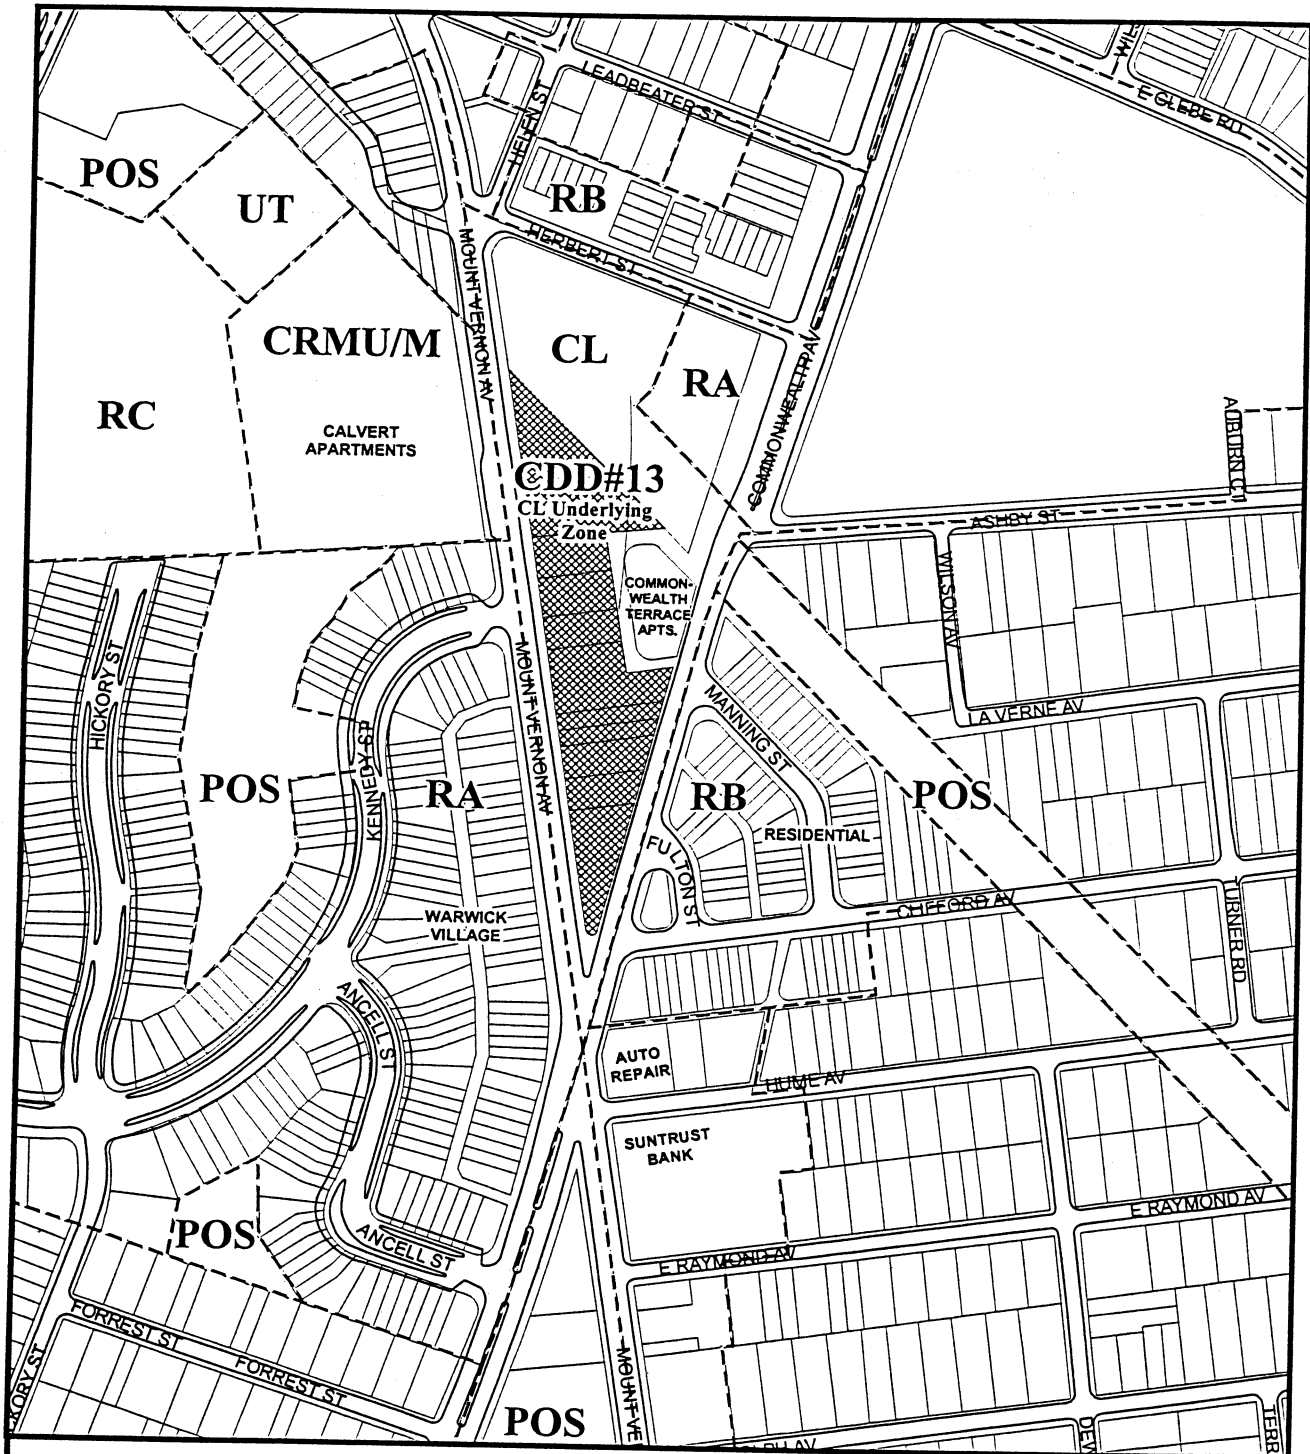 LEADBEATER ST
E GLEBE RD
HELEN ST
POS
UT
RB
HERBERT ST
MOUNT VERNON AV
CRMU/M
CL
RA
RC
CALVERT
APARTMENTS
COMMONWEALTH AV
AUBURN CT
CDD#13
CL Underlying
Zone
ASHBY ST
COMMON-
WEALTH
TERRACE
APTS.
WILSON AV
HICKORY ST
MOUNT VERNON AV
MANNING ST
LA VERNE AV
KENNEDY ST
POS
RA
RB
POS
RESIDENTIAL
FULTON ST
CLIFFORD AV
WARWICK
VILLAGE
TURNER RD
ANCELL ST
AUTO
REPAIR
HUME AV
SUNTRUST
BANK
E RAYMOND AV
POS
ANCELL ST
E RAYMOND AV
FORREST ST
FORREST ST
CKORY ST
MOUNT VE
POS